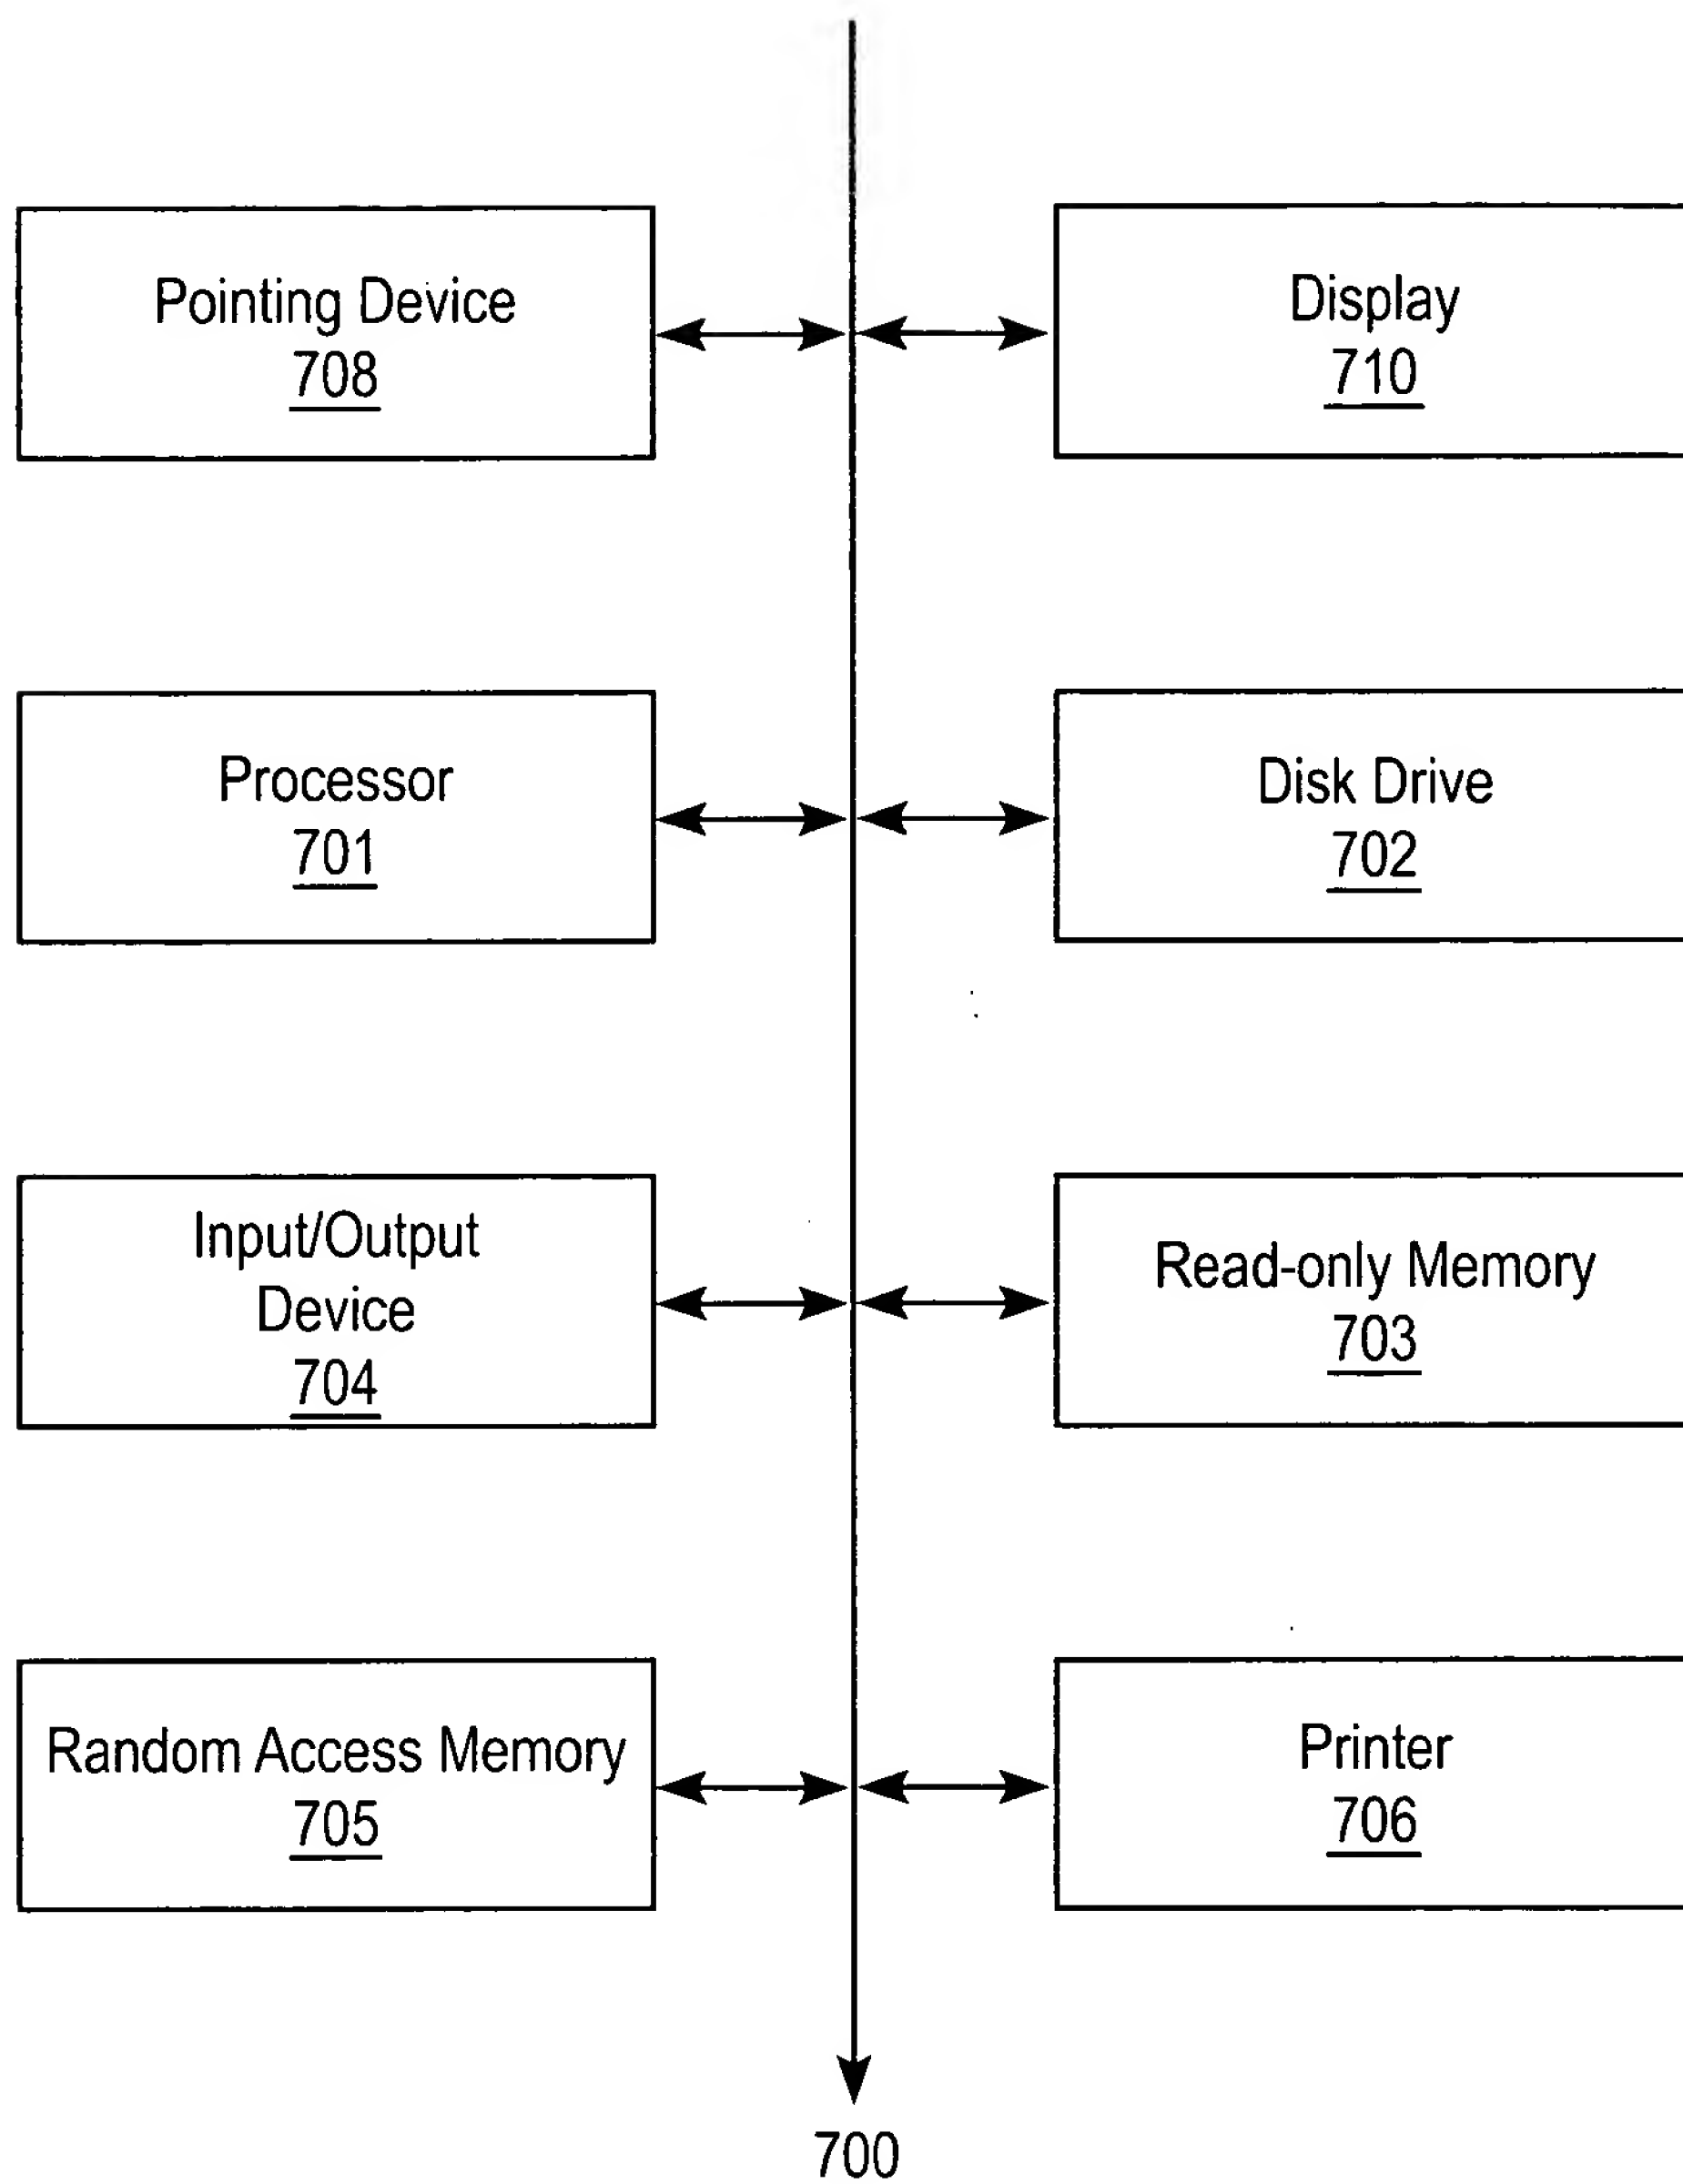 Pointing Device
708
Display
710
Processor
701
Disk Drive
702
Input/Output
Device
704
Read-only Memory
703
Random Access Memory
705
Printer
706
700